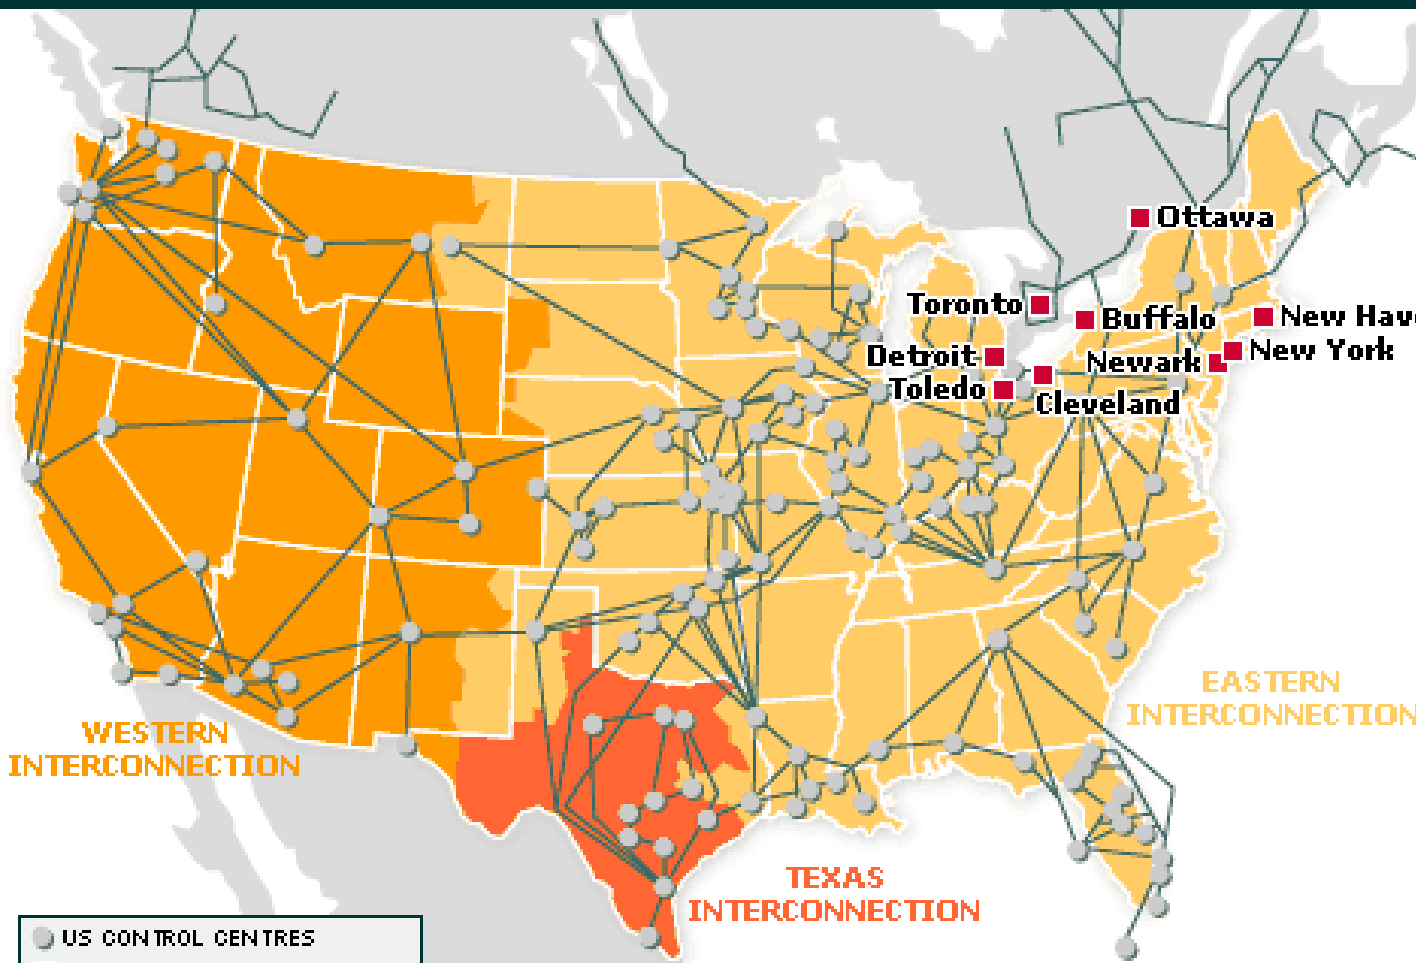 Ottawa
Toronto
Buffalo
New Hav
Detroit
Newark
New York
Toledo
Cleveland
EASTERN
INTERCONNECTION
WESTERN
INTERCONNECTION
TEXAS
INTERCONNECTION
US CONTROL CENTRES